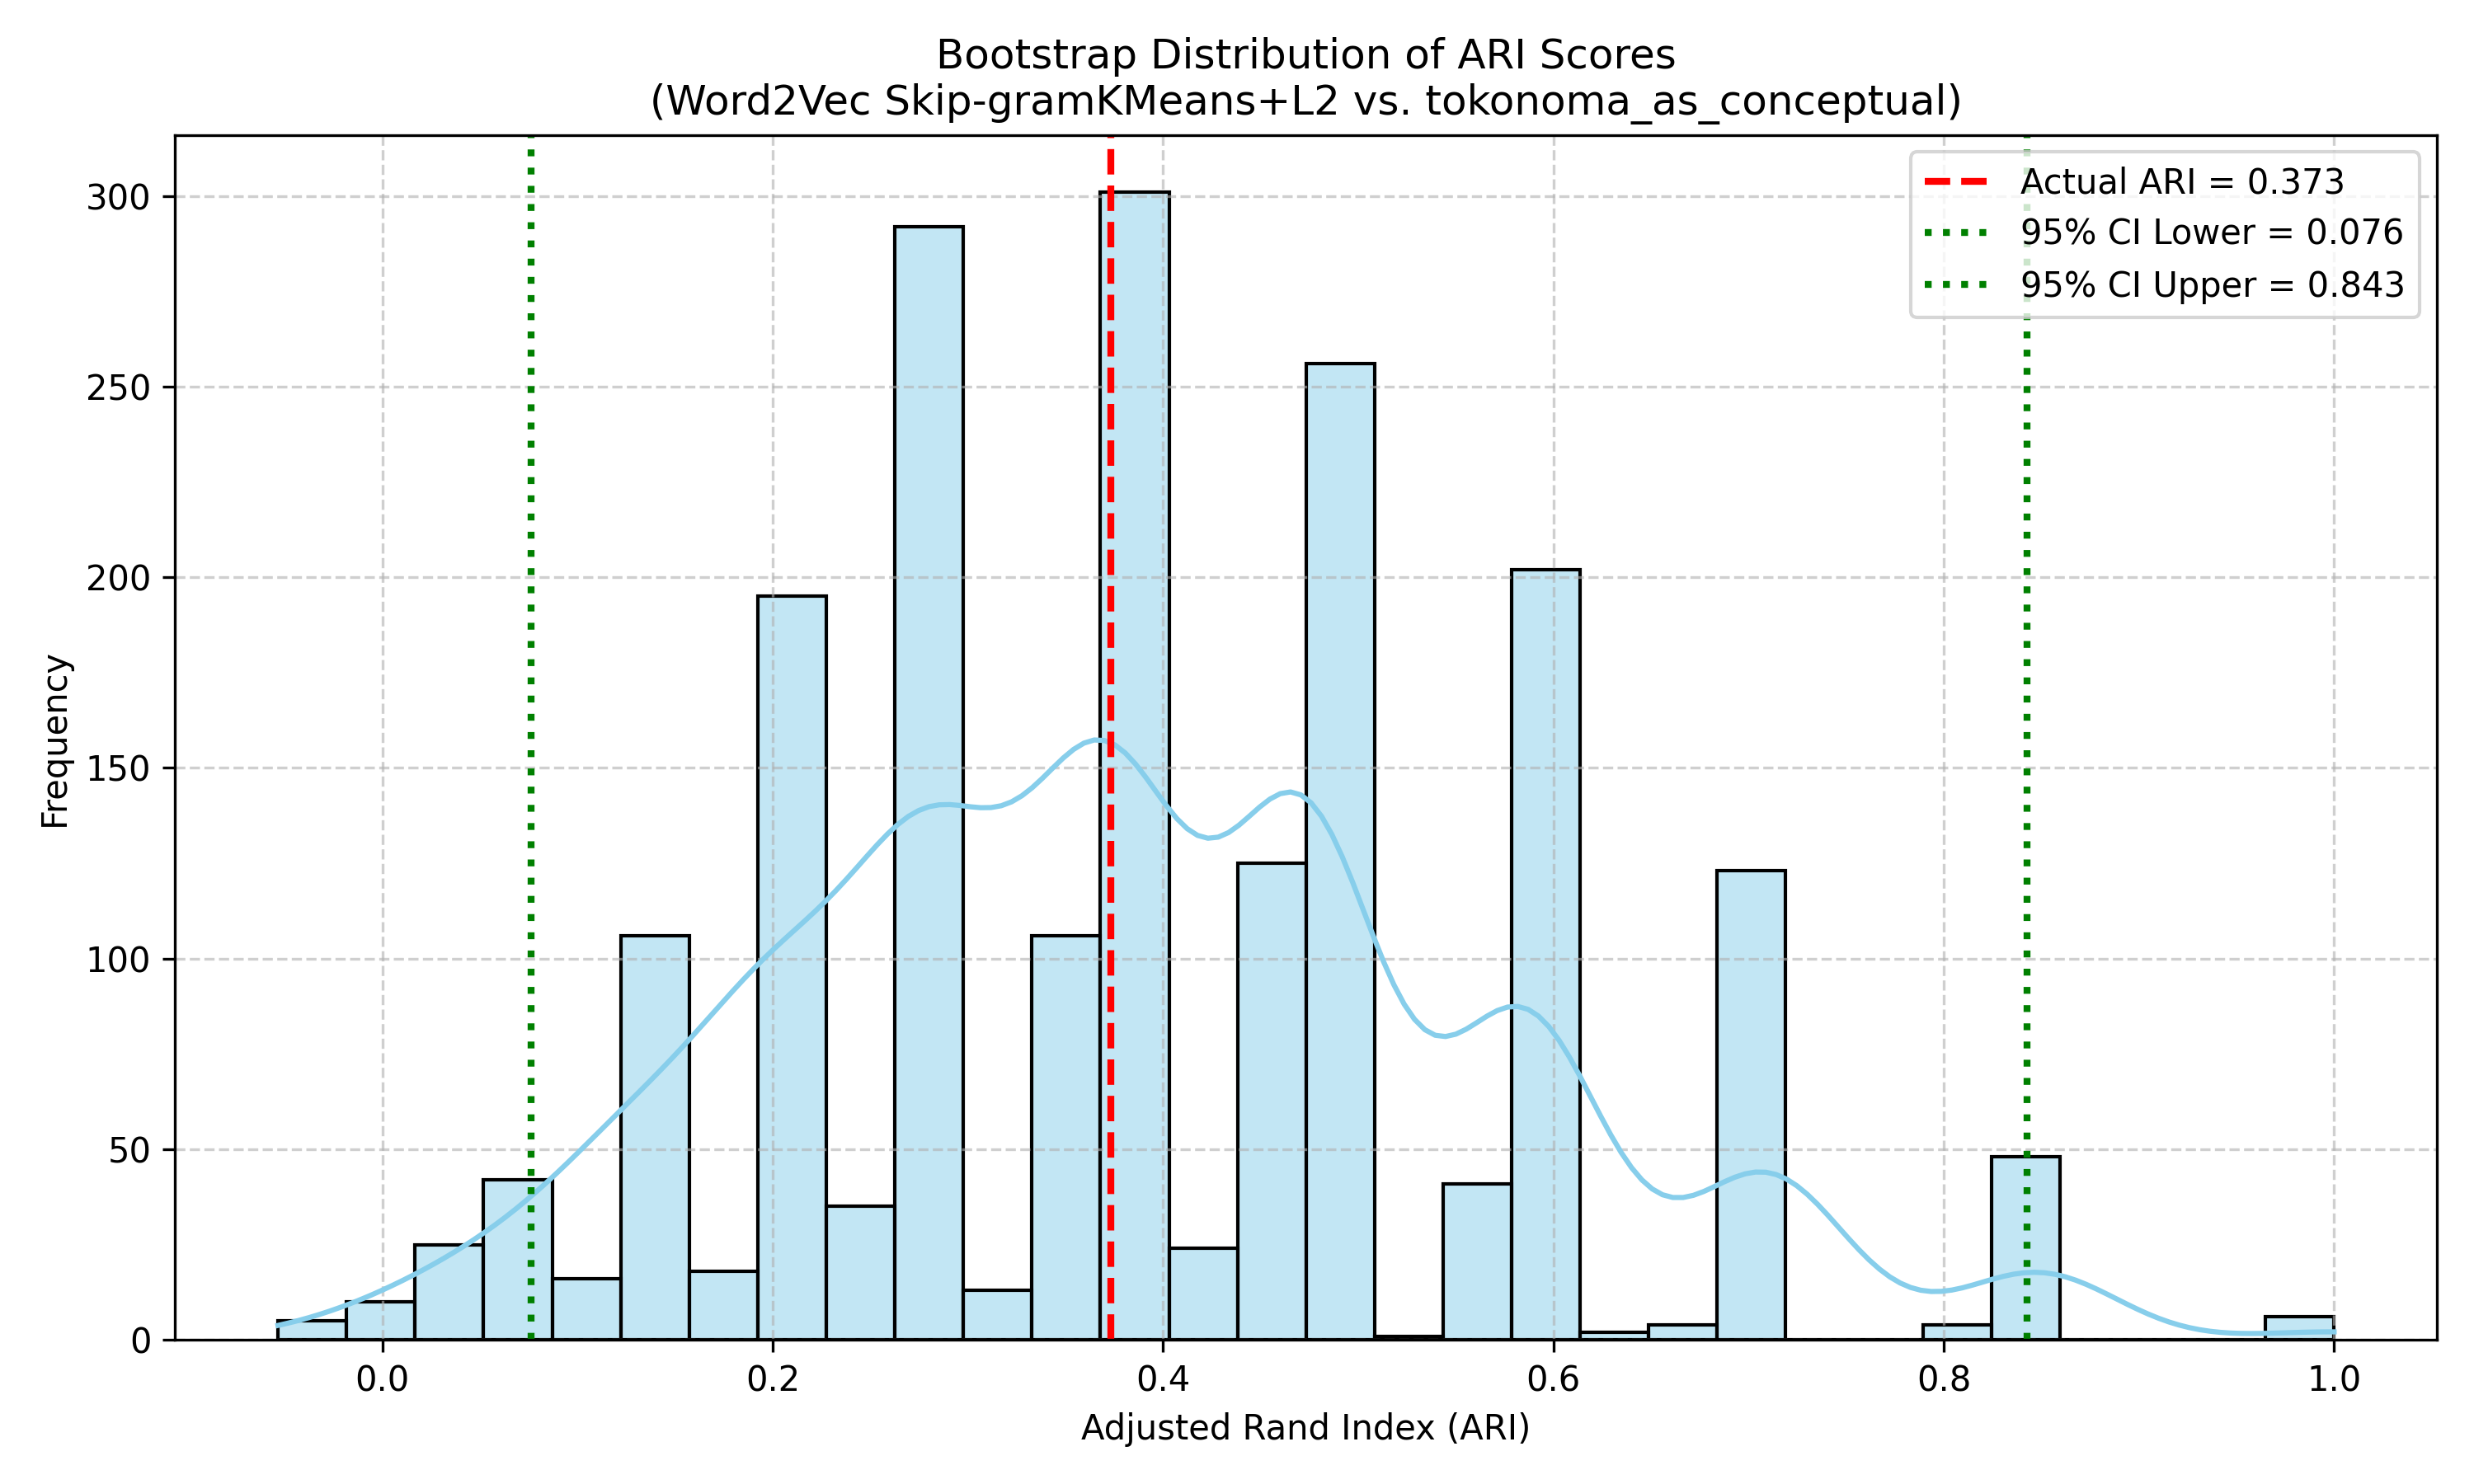 Bootstrap Distribution of ARI Scores
(Word2Vec Skip-gramKMeans+L2 vs. tokonoma_as_conceptual)
Actual ARI = 0.373
95% CI Lower = 0.076
95% CI Upper = 0.843
Frequency
300
250
200
150
100
50
0
0.0 0.2 0.4 0.6 0.8 1.0
Adjusted Rand Index (ARI)